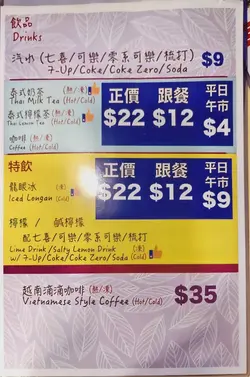 飲品
Drinks
汽水 (七喜/可樂/零系可樂/梳打) $9
7-Up/Coke/Coke Zero/Soda
泰式奶茶 (熱/凍)
Thai Milk Tea (Hot/Cold)
泰式檸檬茶 (熱/凍)
Thai Lemon Tea (Hot/Cold)
咖啡 (熱/凍)
Coffee (Hot/Cold)
正價 跟餐 平日午市
$22 $12 $4
特飲
龍眼冰 (凍)
Iced Longan (Cold)
檸檬 / 鹹檸檬
配七喜/可樂/零系可樂/梳打
Lime Drink /Salty Lemon Drink (凍)
w/ 7-Up/Coke/Coke Zero/Soda (Cold)
正價 跟餐 平日午市
$22 $12 $9
越南滴滴咖啡 (熱/凍)
Vietnamese Style Coffee (Hot/Cold) $35